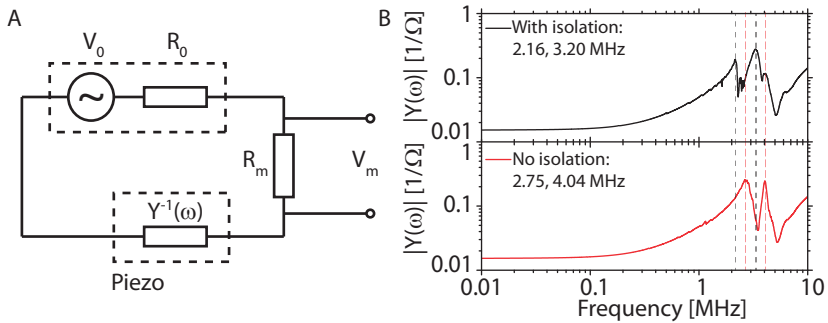 A
V0
R0
Rm
Vm
Y-1(ω)
Piezo
B
|Y(ω)| [1/Ω]
1
0.1
0.01
With isolation:
2.16, 3.20 MHz
|Y(ω)| [1/Ω]
1
0.1
0.01
No isolation:
2.75, 4.04 MHz
0.01
0.1
1
10
Frequency [MHz]